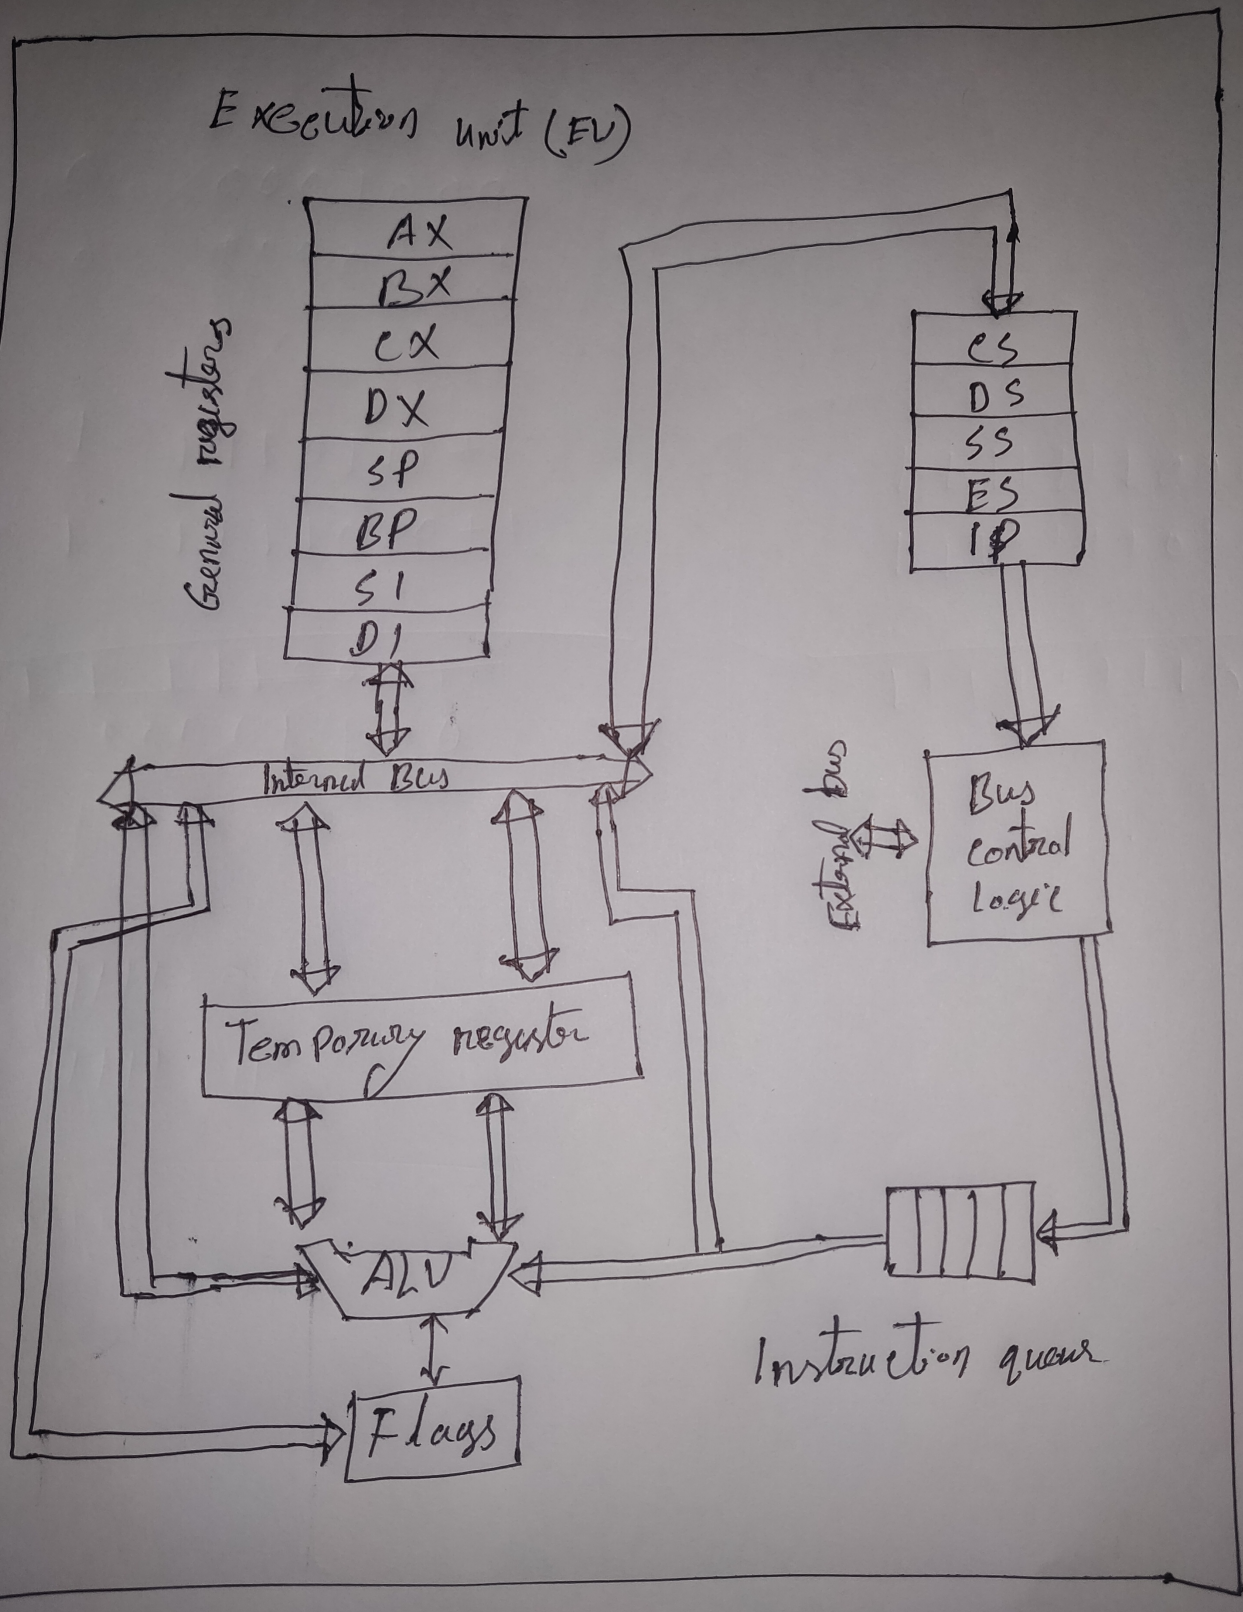 Execution unit (EU)
General registers
AX
BX
CX
DX
SP
BP
SI
DI
CS
DS
SS
ES
IP
Internal Bus
External bus
Bus
control
Logic
Temporary register
ALU
Flags
Instruction queue